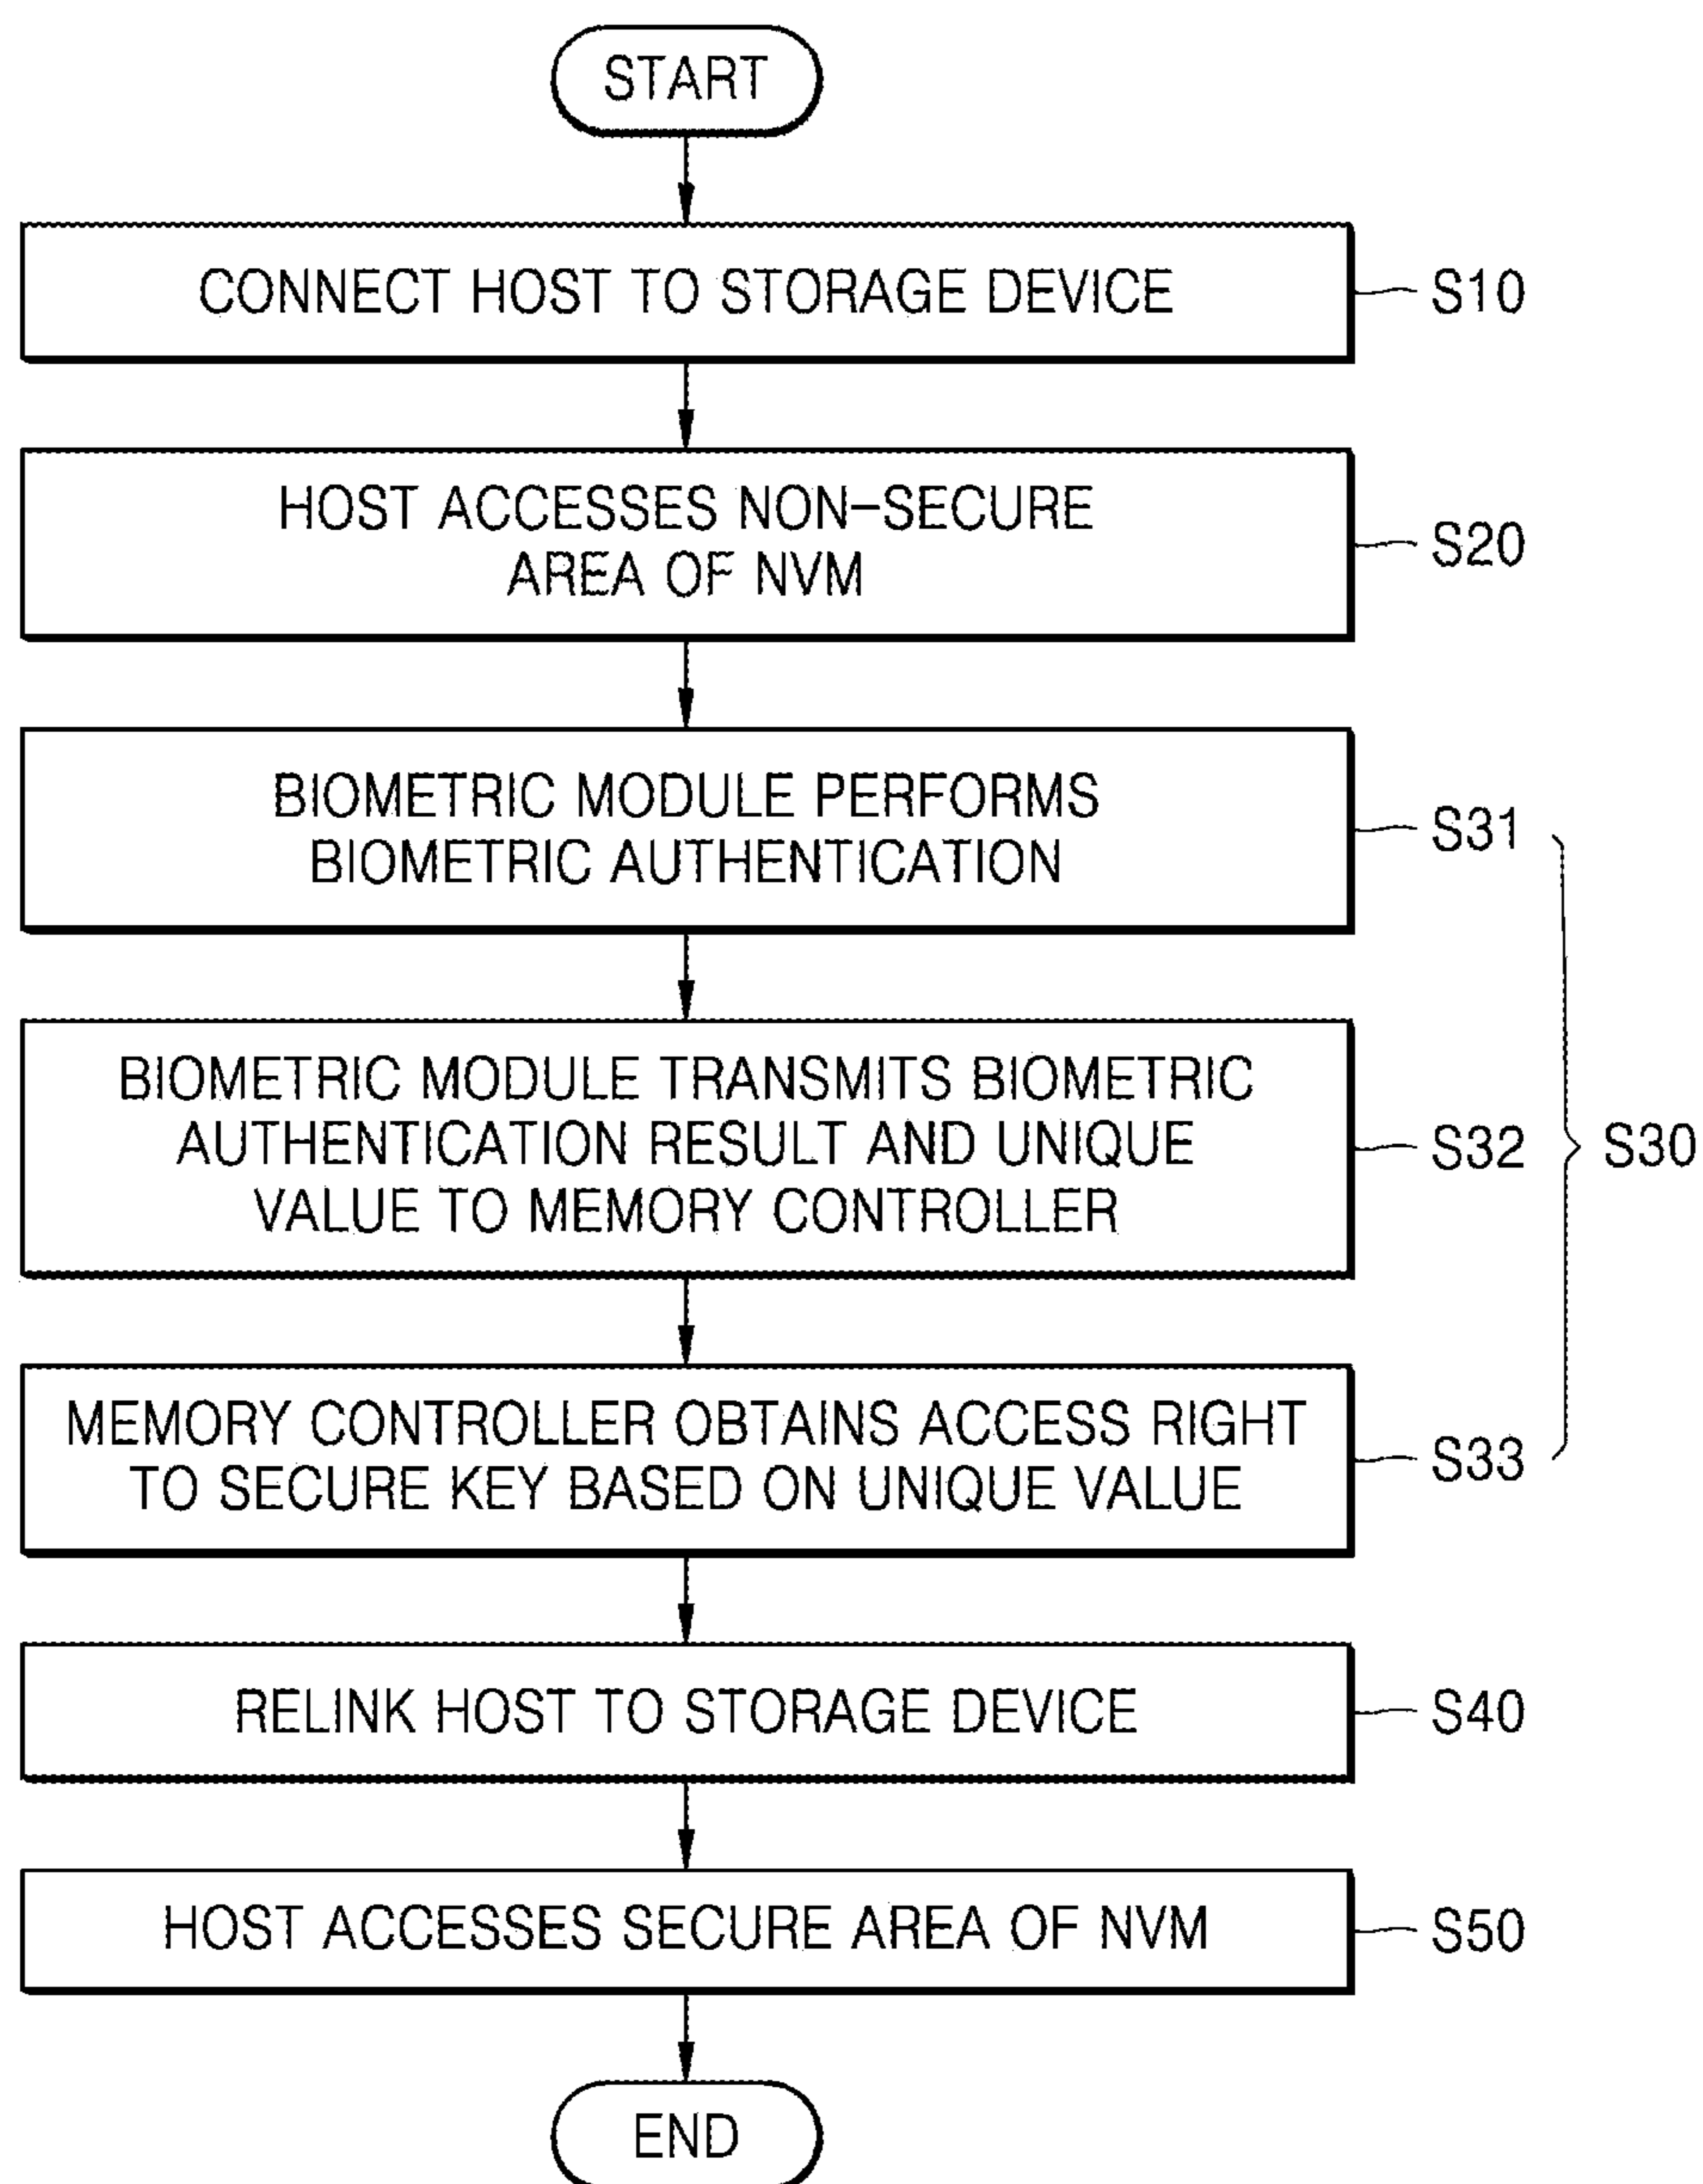 START
CONNECT HOST TO STORAGE DEVICE
S10
HOST ACCESSES NON-SECURE
AREA OF NVM
S20
BIOMETRIC MODULE PERFORMS
BIOMETRIC AUTHENTICATION
S31
BIOMETRIC MODULE TRANSMITS BIOMETRIC
AUTHENTICATION RESULT AND UNIQUE
VALUE TO MEMORY CONTROLLER
S32
S30
MEMORY CONTROLLER OBTAINS ACCESS RIGHT
TO SECURE KEY BASED ON UNIQUE VALUE
S33
RELINK HOST TO STORAGE DEVICE
S40
HOST ACCESSES SECURE AREA OF NVM
S50
END